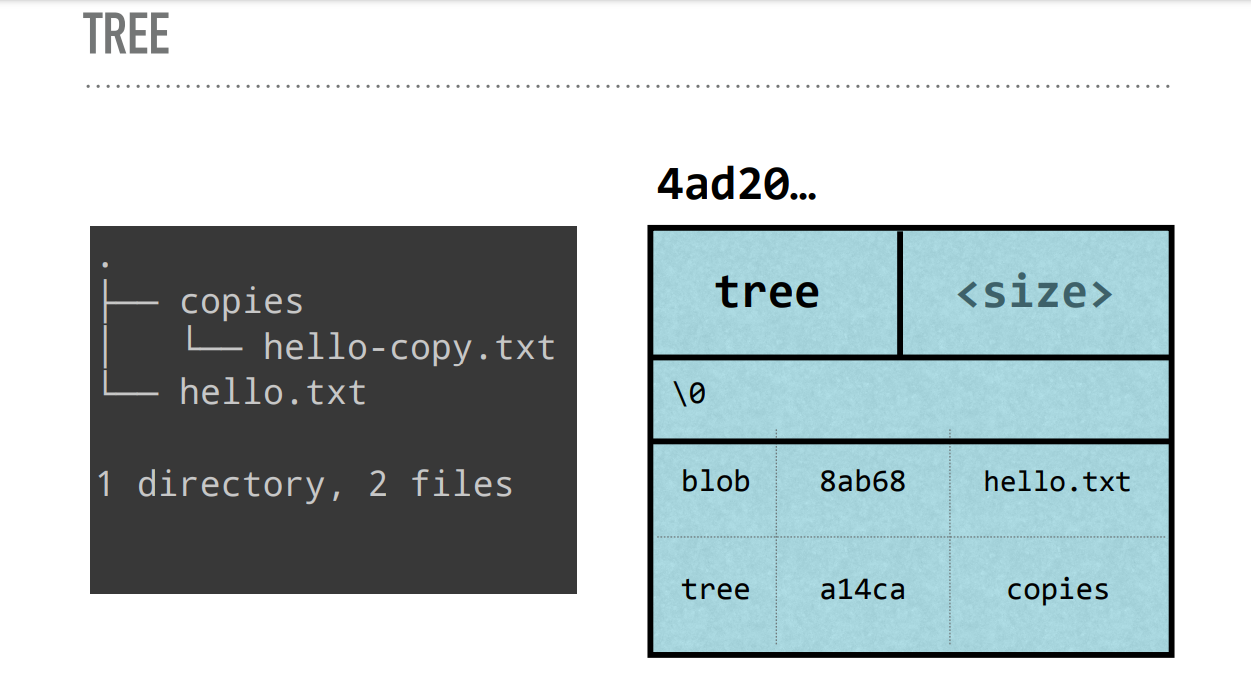 TREE
.
├── copies
│   └── hello-copy.txt
└── hello.txt
1 directory, 2 files
4ad20…
tree <size>
\0
blob 8ab68 hello.txt
tree a14ca copies